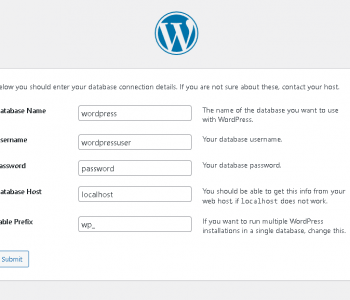 elow you should enter your database connection details. If you are not sure about these, contact your host.
atabase Name
wordpress
The name of the database you want to use
with WordPress.
sername
wordpressuser
Your database username.
assword
password
Your database password.
atabase Host
localhost
You should be able to get this info from your
web host, if localhost does not work.
able Prefix
wp_
If you want to run multiple WordPress
installations in a single database, change this.
Submit